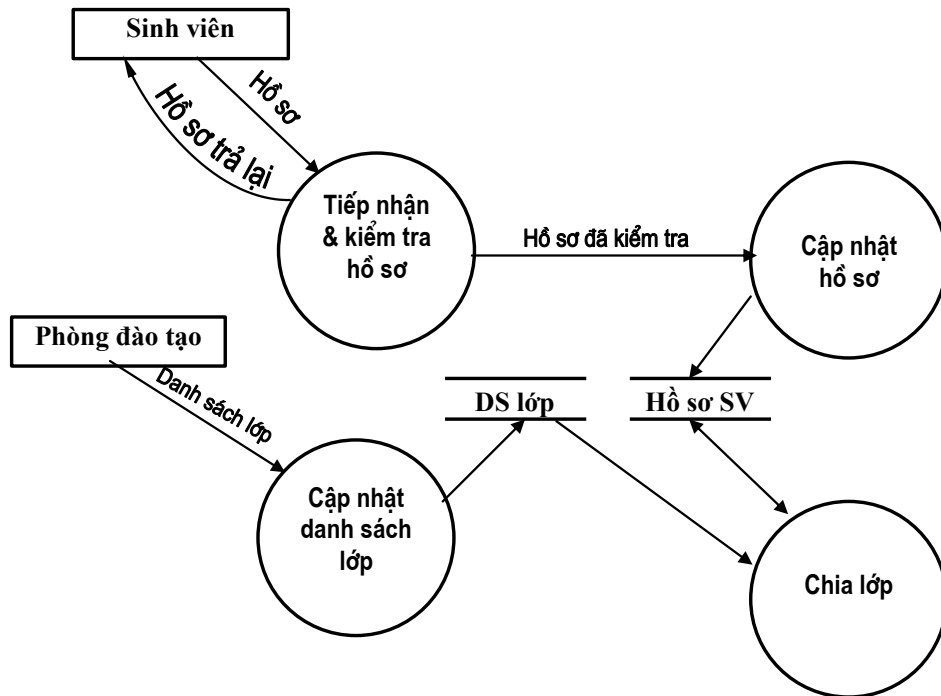 Sinh viên
Hồ sơ
Hồ sơ trả lại
Tiếp nhận
& kiểm tra
hồ sơ
Hồ sơ đã kiểm tra
Cập nhật
hồ sơ
Phòng đào tạo
Danh sách lớp
DS lớp
Hồ sơ SV
Cập nhật
danh sách
lớp
Chia lớp